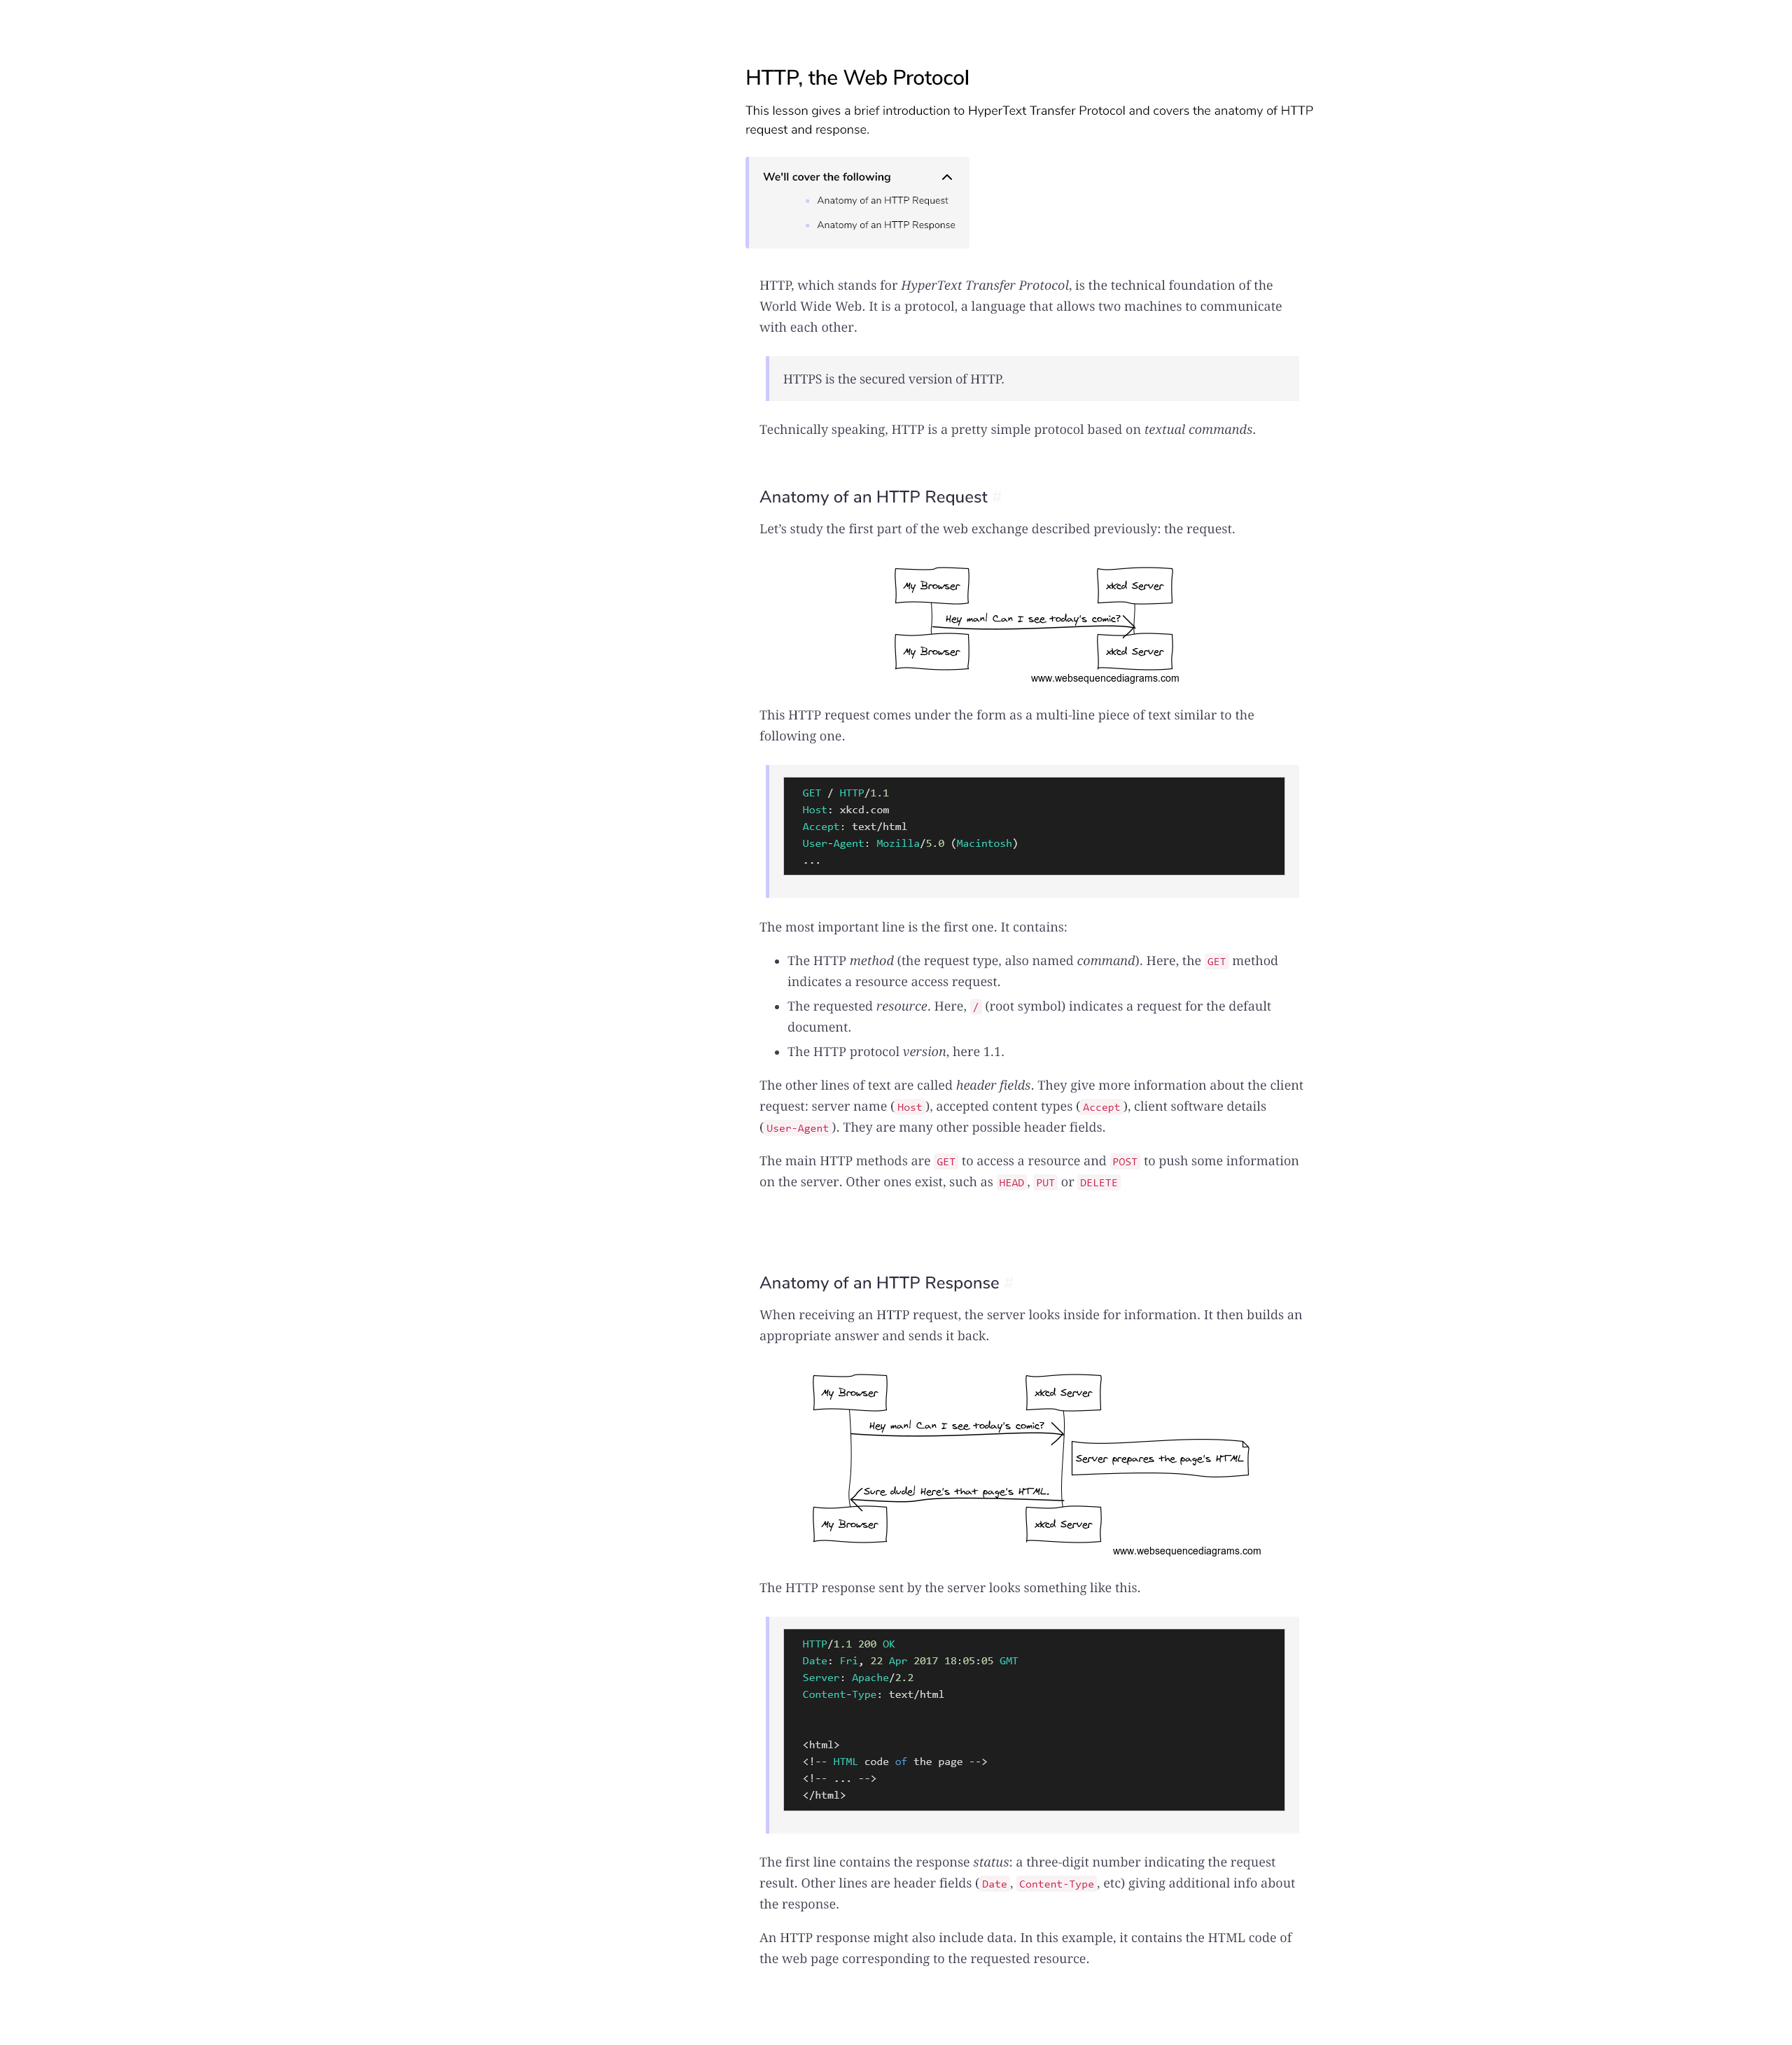 HTTP, the Web Protocol
This lesson gives a brief introduction to HyperText Transfer Protocol and covers the anatomy of HTTP
request and response.
We'll cover the following
Anatomy of an HTTP Request
Anatomy of an HTTP Response
HTTP, which stands for HyperText Transfer Protocol, is the technical foundation of the
World Wide Web. It is a protocol, a language that allows two machines to communicate
with each other.
HTTPS is the secured version of HTTP.
Technically speaking, HTTP is a pretty simple protocol based on textual commands.
Anatomy of an HTTP Request #
Let’s study the first part of the web exchange described previously: the request.
My Browser xkcd Server
Hey man! Can I see today's comic?
My Browser xkcd Server
www.websequencediagrams.com
This HTTP request comes under the form as a multi-line piece of text similar to the
following one.
GET / HTTP/1.1
Host: xkcd.com
Accept: text/html
User-Agent: Mozilla/5.0 (Macintosh)
...
The most important line is the first one. It contains:
• The HTTP method (the request type, also named command). Here, the GET method
indicates a resource access request.
• The requested resource. Here, / (root symbol) indicates a request for the default
document.
• The HTTP protocol version, here 1.1.
The other lines of text are called header fields. They give more information about the client
request: server name (Host), accepted content types (Accept), client software details
(User-Agent). They are many other possible header fields.
The main HTTP methods are GET to access a resource and POST to push some information
on the server. Other ones exist, such as HEAD, PUT or DELETE
Anatomy of an HTTP Response #
When receiving an HTTP request, the server looks inside for information. It then builds an
appropriate answer and sends it back.
My Browser xkcd Server
Hey man! Can I see today's comic?
Server prepares the page's HTML
Sure dude! Here's that page's HTML.
My Browser xkcd Server
www.websequencediagrams.com
The HTTP response sent by the server looks something like this.
HTTP/1.1 200 OK
Date: Fri, 22 Apr 2017 18:05:05 GMT
Server: Apache/2.2
Content-Type: text/html
<html>
<!-- HTML code of the page -->
<!-- ... -->
</html>
The first line contains the response status: a three-digit number indicating the request
result. Other lines are header fields (Date, Content-Type, etc) giving additional info about
the response.
An HTTP response might also include data. In this example, it contains the HTML code of
the web page corresponding to the requested resource.